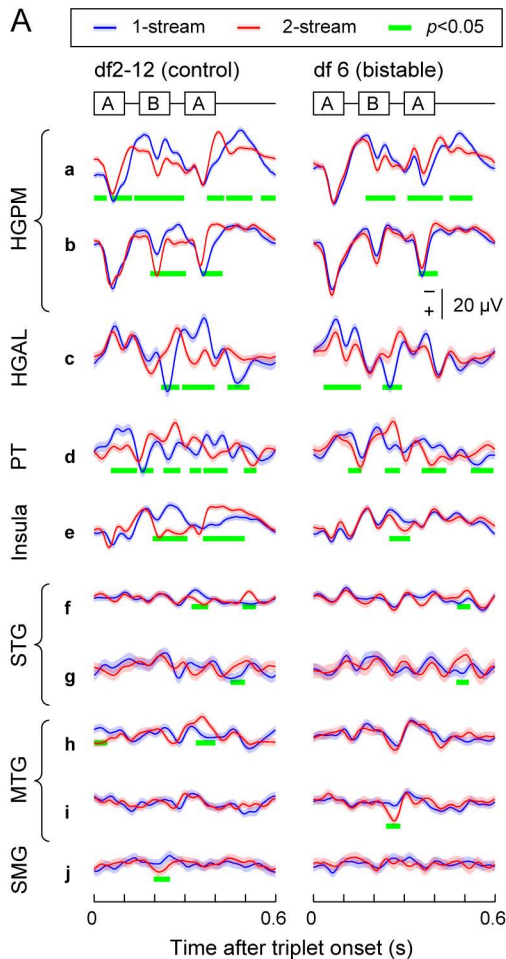 A
1-stream 2-stream p<0.05
df2-12 (control) df 6 (bistable)
A B A A B A
HGPM
a
b
− + 20 µV
HGAL
c
PT
d
Insula
e
STG
f
g
MTG
h
i
SMG
j
0 0.6 0 0.6
Time after triplet onset (s)